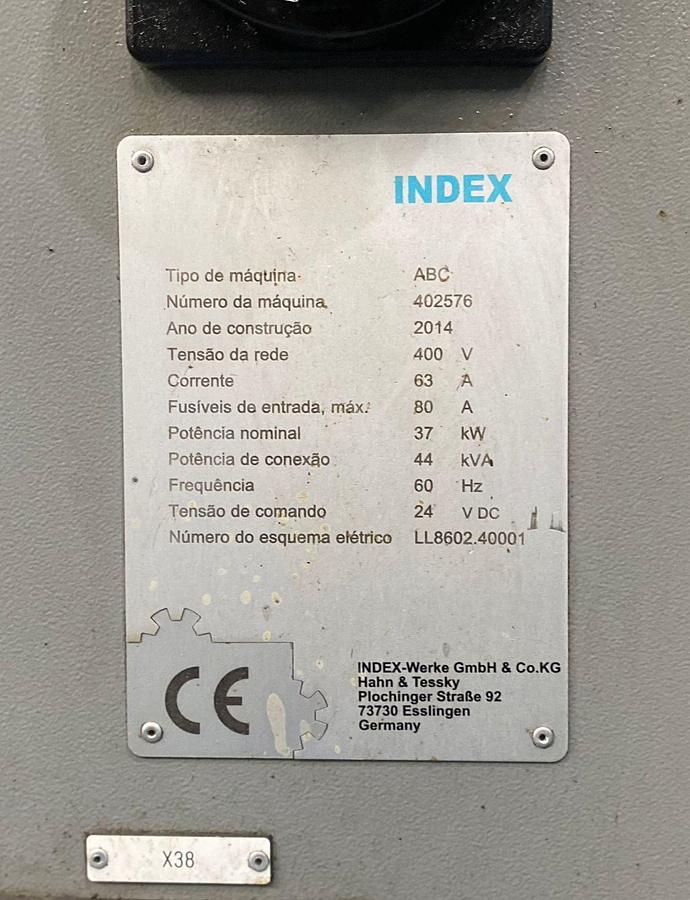 INDEX
Tipo de máquina ABC
Número da máquina 402576
Ano de construção 2014
Tensão da rede 400 V
Corrente 63 A
Fusíveis de entrada, máx. 80 A
Potência nominal 37 kW
Potência de conexão 44 kVA
Frequência 60 Hz
Tensão de comando 24 V DC
Número do esquema elétrico LL8602.40001
CE
INDEX-Werke GmbH & Co.KG
Hahn & Tessky
Plochinger Straße 92
73730 Esslingen
Germany
X38